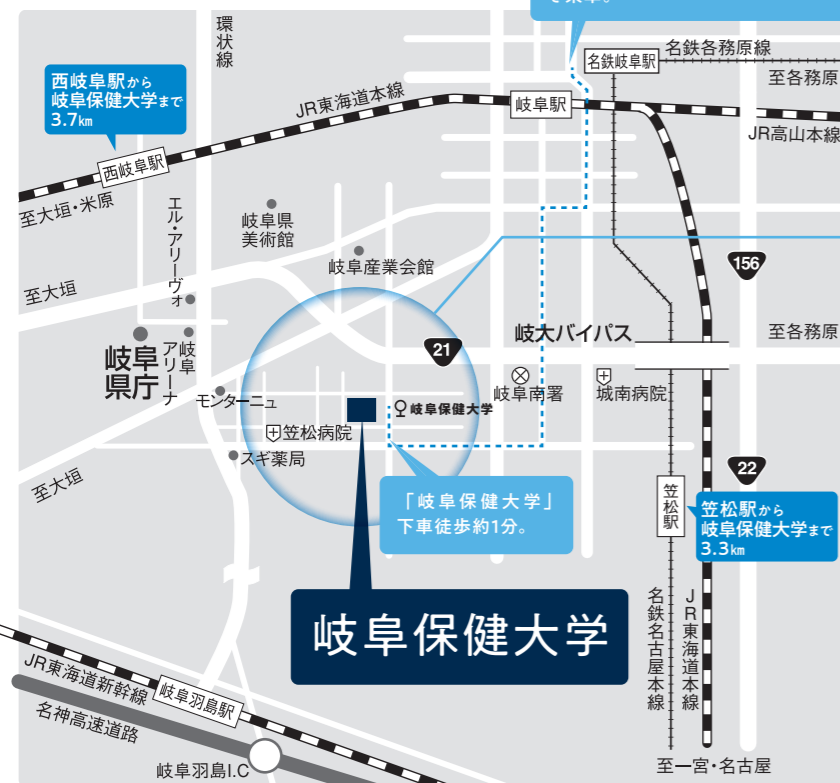 で乗車。
環状線
名鉄岐阜駅
名鉄各務原線
至各務原
西岐阜駅から
岐阜保健大学まで
3.7km
JR東海道本線
岐阜駅
JR高山本線
西岐阜駅
至大垣・米原
エル・アリーヴォ
岐阜県
美術館
岐阜産業会館
156
至大垣
岐大バイパス
至各務原
21
岐阜
県庁
岐阜
アリーナ
岐阜南署
城南病院
モンターニュ
岐阜保健大学
笠松病院
スギ薬局
22
至大垣
「岐阜保健大学」
下車徒歩約1分。
笠松駅
笠松駅から
岐阜保健大学まで
3.3km
岐阜保健大学
名鉄名古屋本線
JR東海道本線
JR東海道新幹線
岐阜羽島駅
名神高速道路
岐阜羽島I.C
至一宮・名古屋